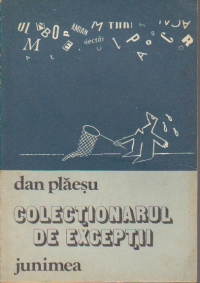 dan plăeșu
COLECȚIONARUL
DE EXCEPȚII
junimea